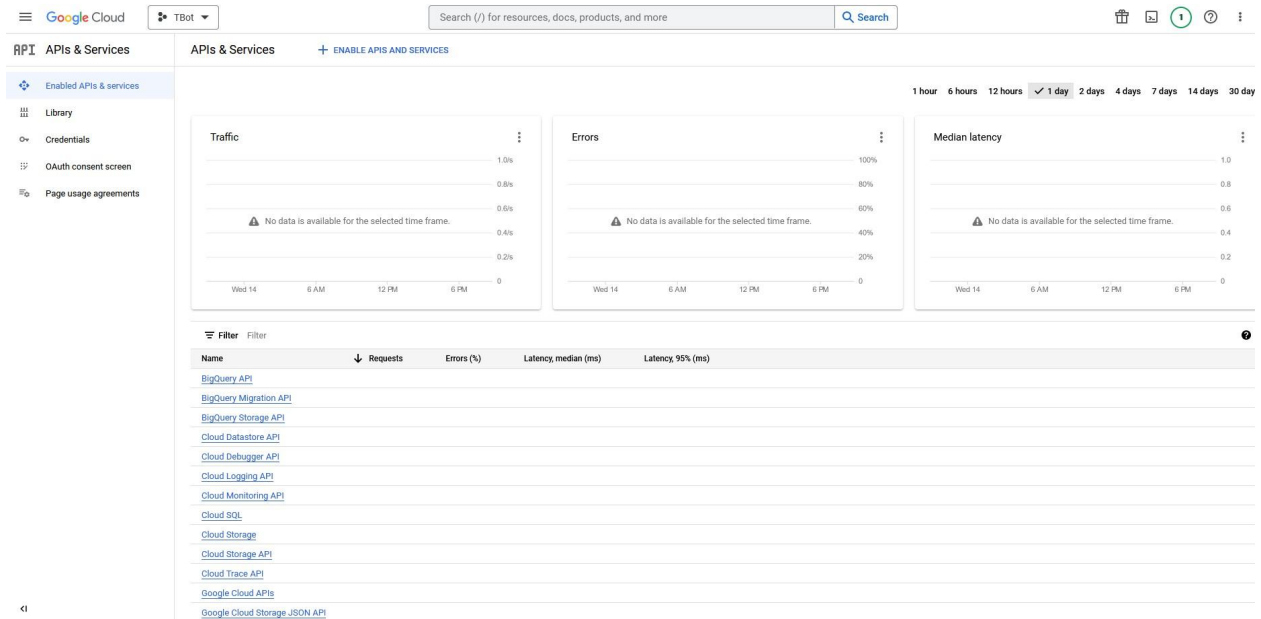 Google Cloud
TBot
Search (/) for resources, docs, products, and more
Search
1
API APIs & Services
APIs & Services
ENABLE APIS AND SERVICES
Enabled APIs & services
Library
Credentials
OAuth consent screen
Page usage agreements
1 hour 6 hours 12 hours 1 day 2 days 4 days 7 days 14 days 30 day
Traffic
1.0/s
0.8/s
0.6/s
No data is available for the selected time frame.
0.4/s
0.2/s
0
Wed 14 6 AM 12 PM 6 PM
Errors
100%
80%
60%
No data is available for the selected time frame.
40%
20%
0
Wed 14 6 AM 12 PM 6 PM
Median latency
1.0
0.8
0.6
No data is available for the selected time frame.
0.4
0.2
0
Wed 14 6 AM 12 PM 6 PM
Filter Filter
Name Requests Errors (%) Latency, median (ms) Latency, 95% (ms)
BigQuery API
BigQuery Migration API
BigQuery Storage API
Cloud Datastore API
Cloud Debugger API
Cloud Logging API
Cloud Monitoring API
Cloud SQL
Cloud Storage
Cloud Storage API
Cloud Trace API
Google Cloud APIs
Google Cloud Storage JSON API